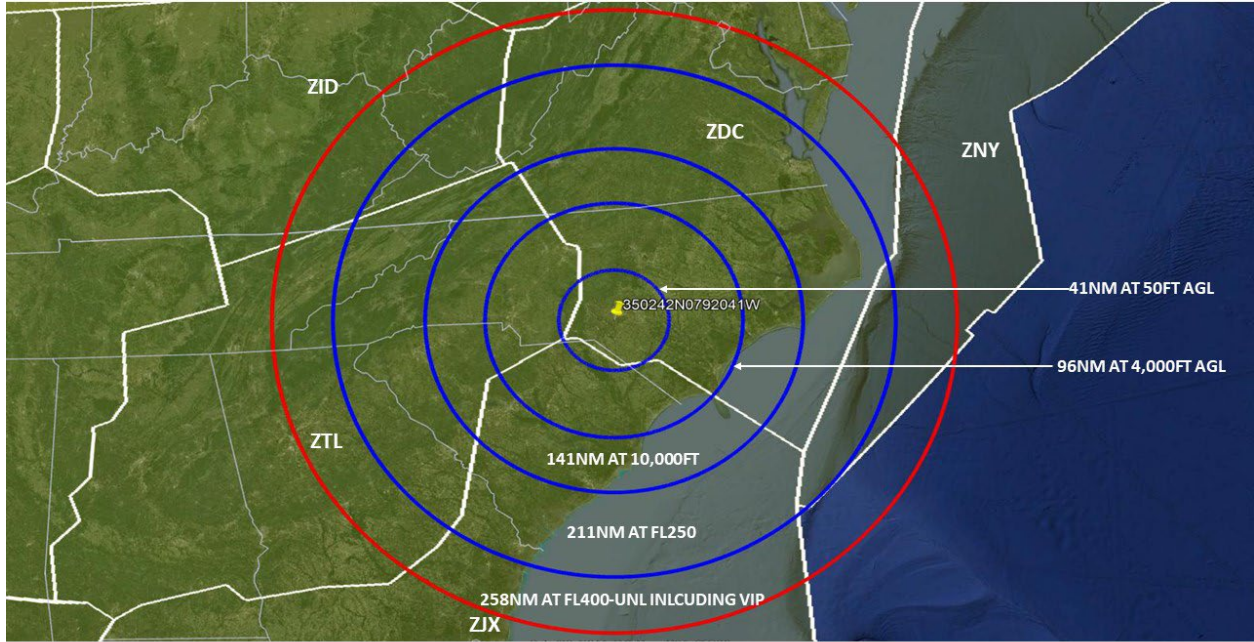 ZID
ZDC
ZNY
41NM AT 50FT AGL
350242N0792041W
96NM AT 4,000FT AGL
ZTL
141NM AT 10,000FT
211NM AT FL250
258NM AT FL400-UNL INLCUDING VIP
ZJX